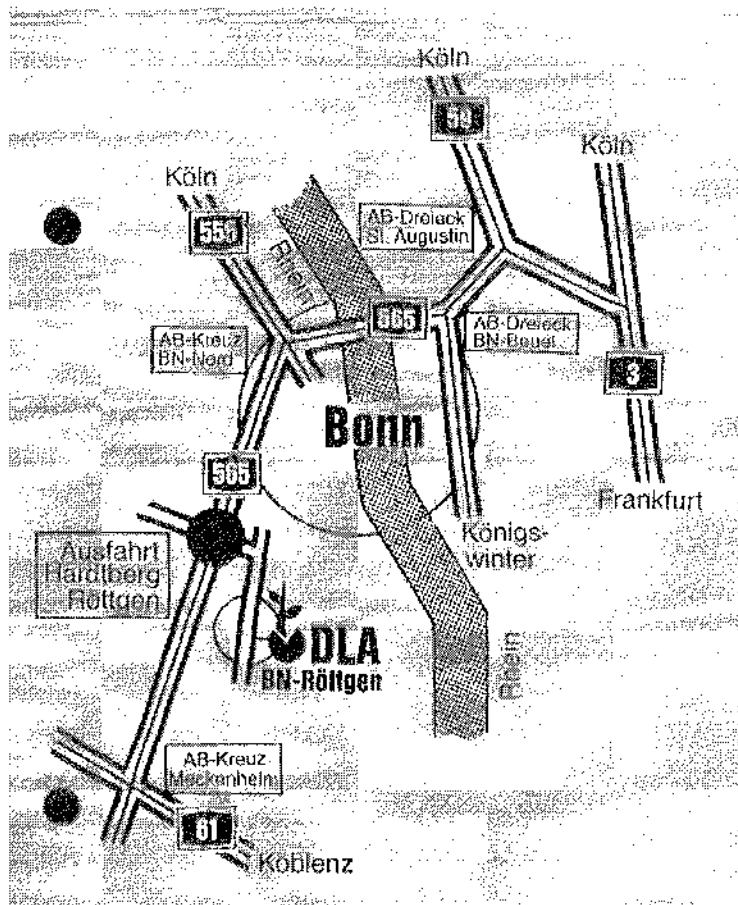 Köln
59
Köln
Köln
555
Rhein
AB-Dreieck
St. Augustin
565
AB-Kreuz
BN-Nord
AB-Dreieck
BN-Beuel
3
Bonn
565
Frankfurt
Königs-
winter
Ausfahrt
Hardtberg
Röttgen
DLA
BN-Röttgen
Rhein
AB-Kreuz
Meckenheim
61
Koblenz